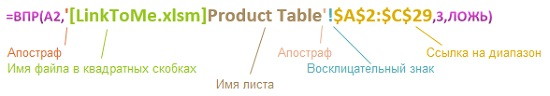 =ВПР(A2,'[LinkToMe.xlsm]Product Table'!$A$2:$C$29,3,ЛОЖЬ)
Апостраф Апостраф Ссылка на диапазон
Имя файла в квадратных скобках Восклицательный знак
Имя листа